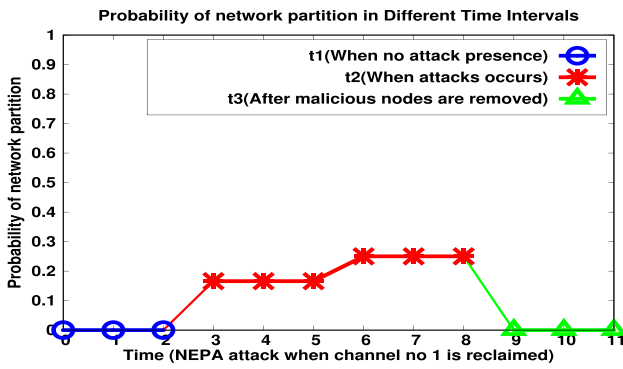 Probability of network partition in Different Time Intervals
Probability of network partition
1
0.9
0.8
0.7
0.6
0.5
0.4
0.3
0.2
0.1
0
t1(When no attack presence)
t2(When attacks occurs)
t3(After malicious nodes are removed)
0 1 2 3 4 5 6 7 8 9 10 11
Time (NEPA attack when channel no 1 is reclaimed)